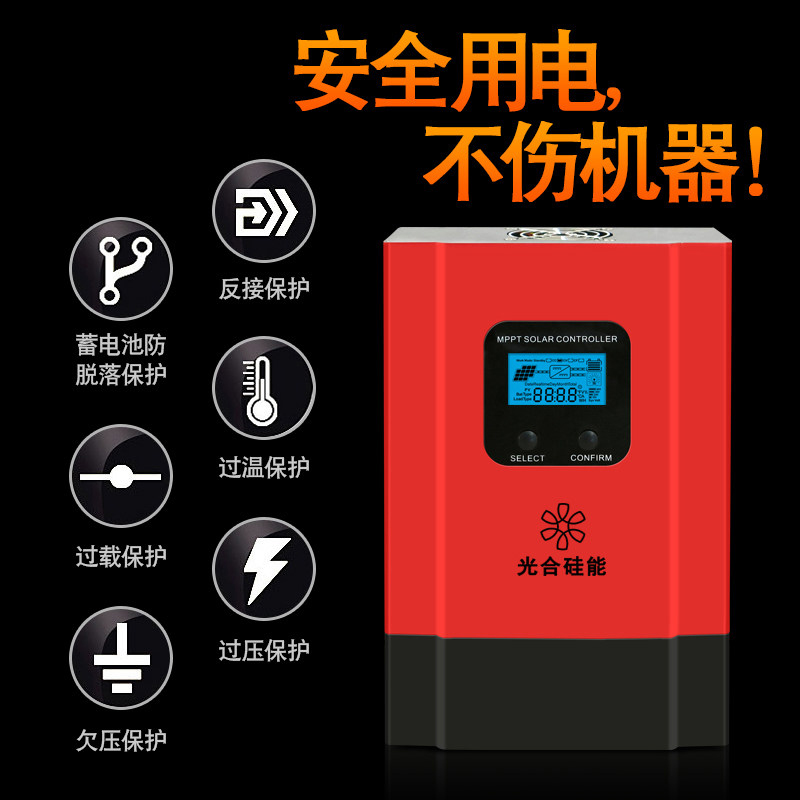 安全用电,
不伤机器!
反接保护
蓄电池防
脱落保护
过温保护
过载保护
过压保护
欠压保护
MPPT SOLAR CONTROLLER
8888
SELECT
CONFIRM
光合硅能